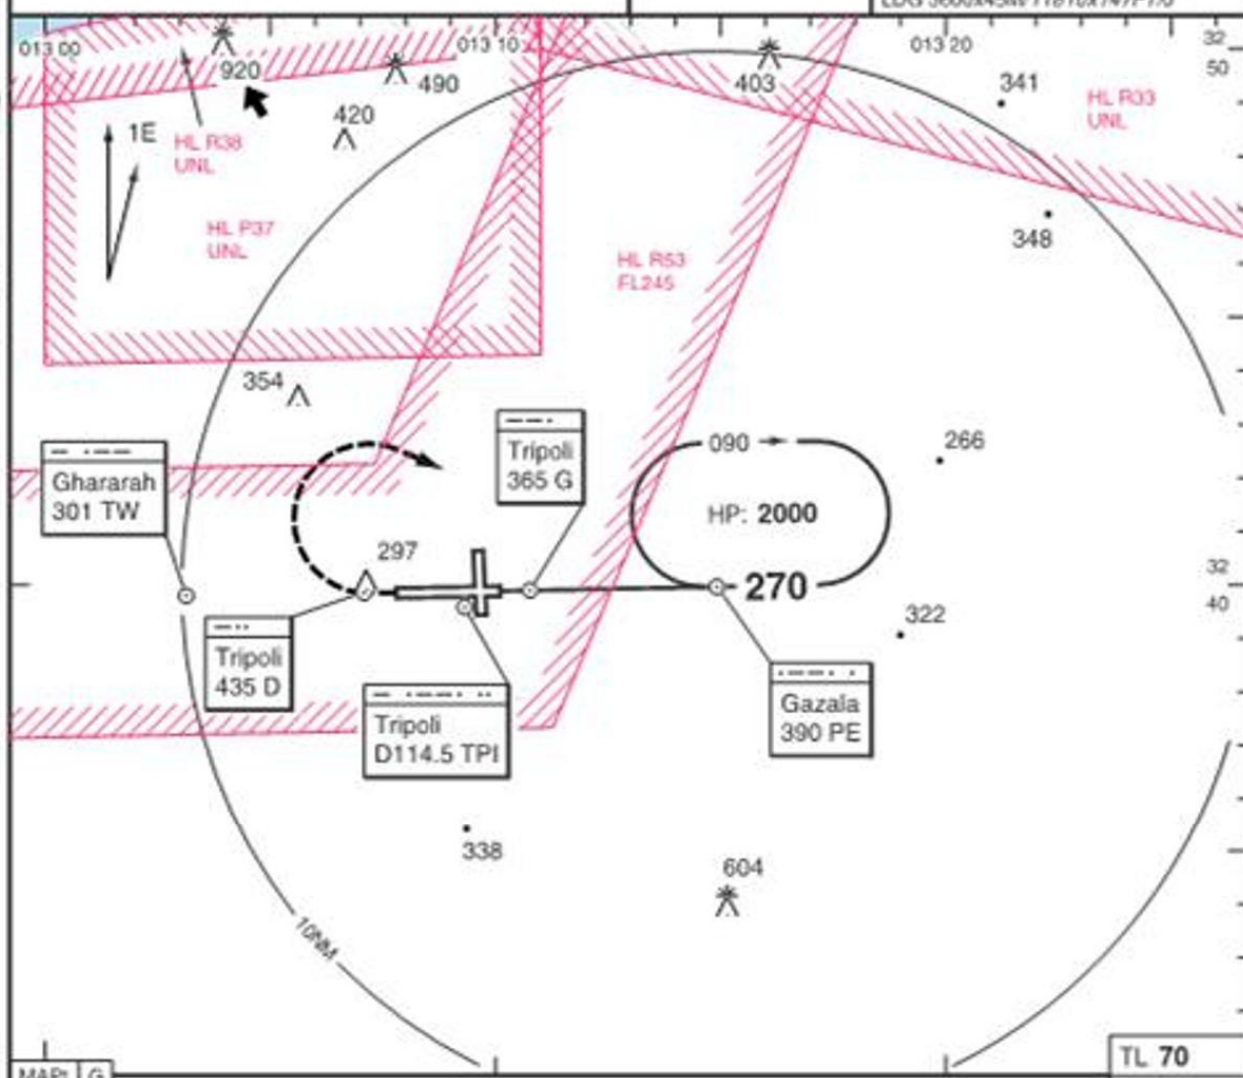 013 00
013 10
013 20
32
50
920
490
403
341
420
1E
HL R38
UNL
HL R33
UNL
HL P37
UNL
348
HL R53
FL245
354
090
266
Ghararah
301 TW
Tripoli
365 G
HP: 2000
297
270
32
40
322
Tripoli
435 D
Tripoli
D114.5 TPI
Gazala
390 PE
338
604
10NM
TL 70